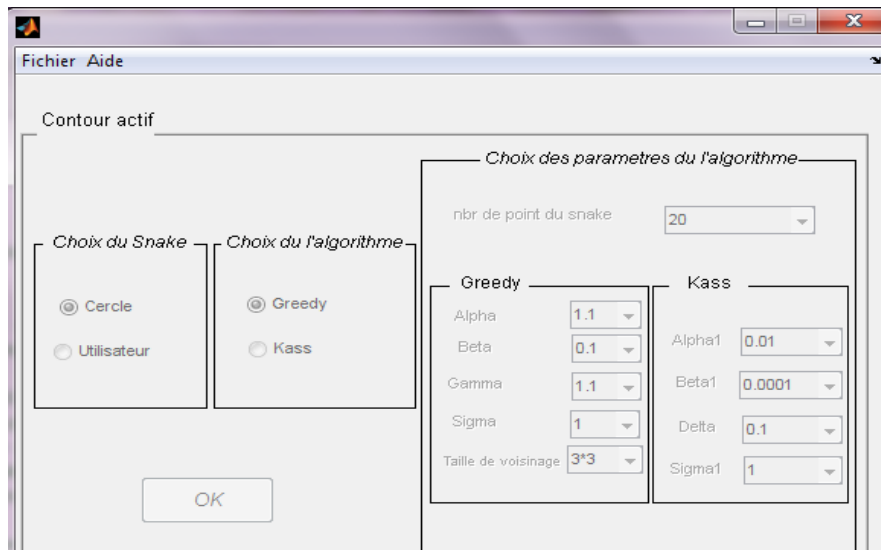 Fichier Aide
Contour actif
Choix des parametres du l'algorithme
nbr de point du snake 20
Choix du Snake
Cercle
Utilisateur
Choix du l'algorithme
Greedy
Kass
Greedy
Alpha 1.1
Beta 0.1
Gamma 1.1
Sigma 1
Taille de voisinage 3*3
Kass
Alpha1 0.01
Beta1 0.0001
Delta 0.1
Sigma1 1
OK